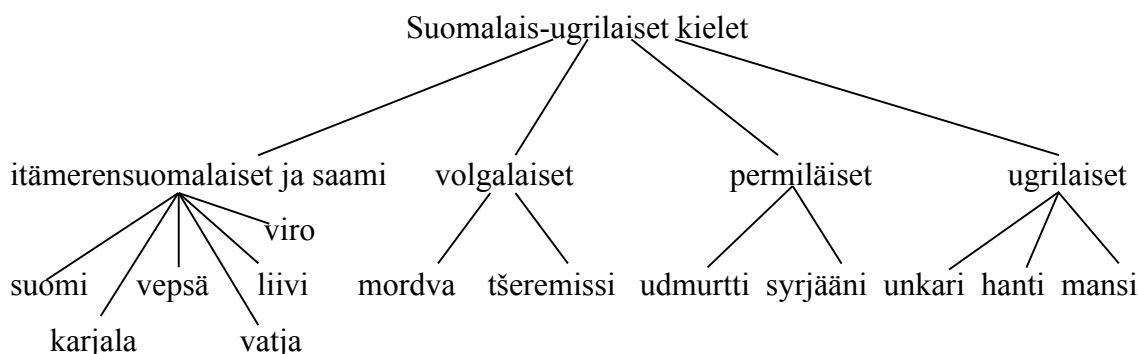 Suomalais-ugrilaiset kielet
itämerensuomalaiset ja saami volgalaiset permiläiset ugrilaiset
viro
suomi vepsä liivi mordva tšeremissi udmurtti syrjääni unkari hanti mansi
karjala vatja